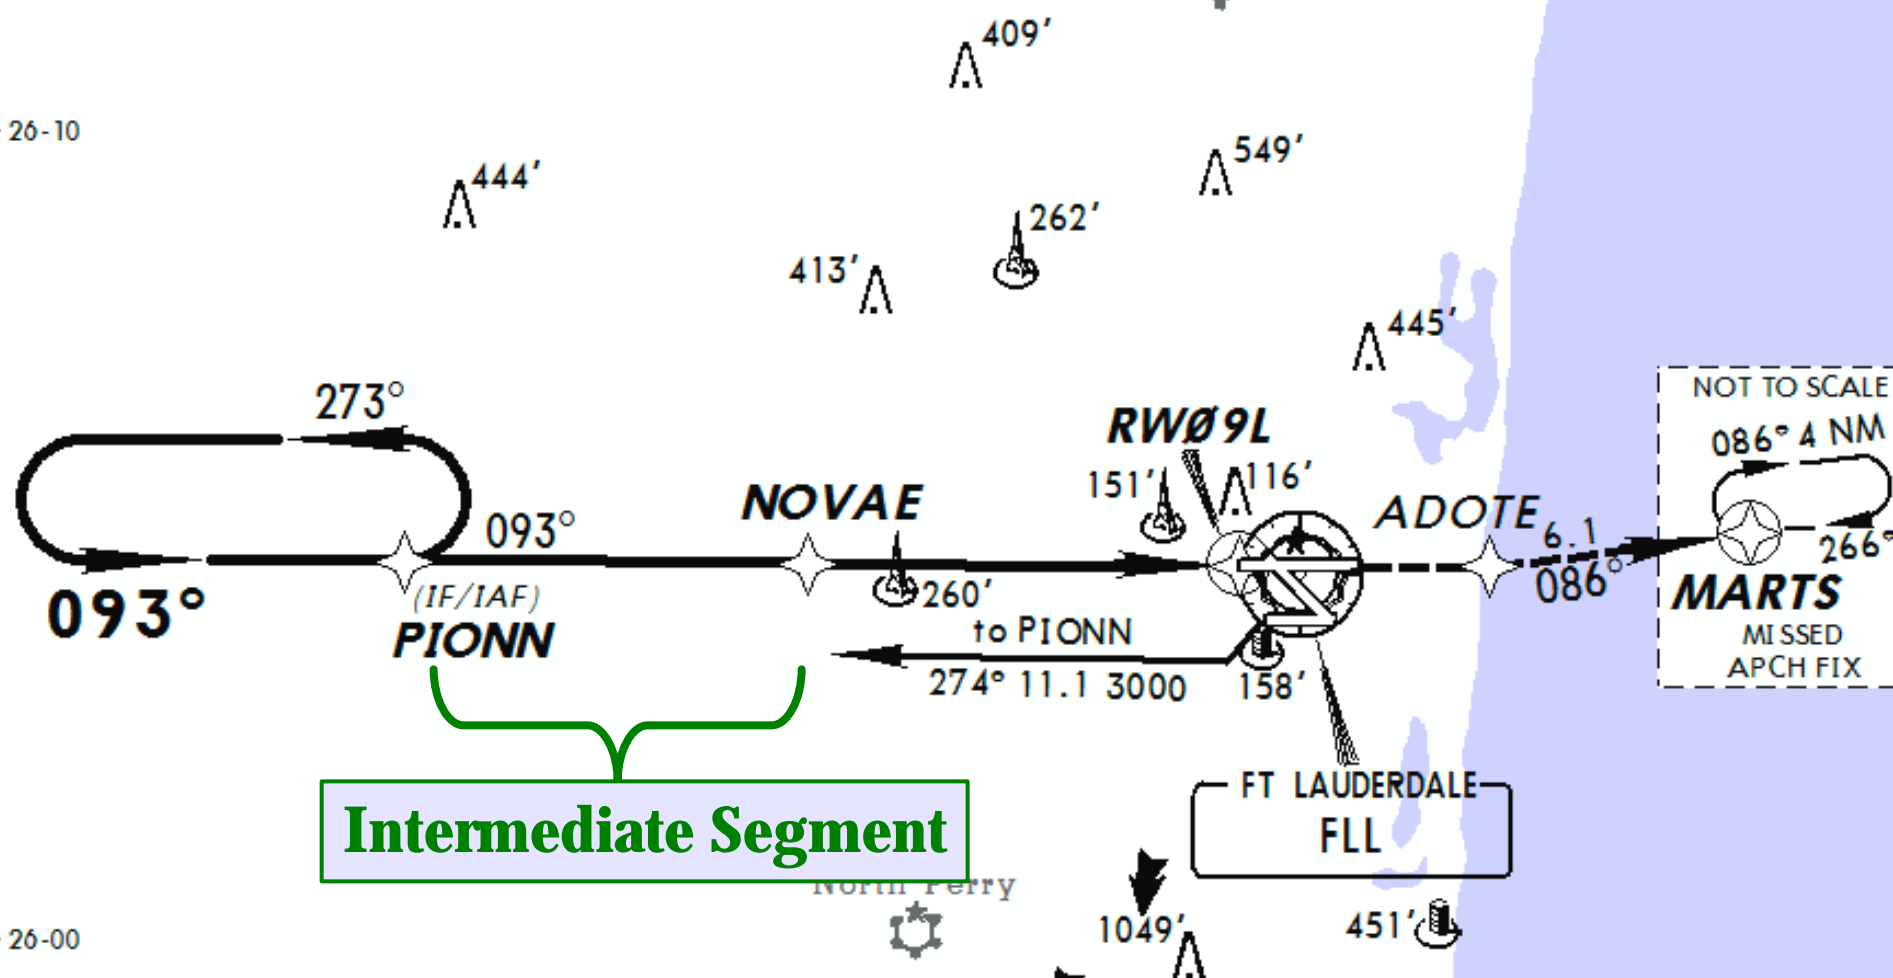 409'
26-10
549'
444'
262'
413'
445'
NOT TO SCALE
273°
086° 4 NM
RWØ9L
151'
116'
NOVAE
ADOTE
093°
6.1
266°
086°
093°
(IF/IAF)
PIONN
260'
MARTS
to PIONN
MISSED
APCH FIX
274° 11.1 3000
158'
FT LAUDERDALE
FLL
Intermediate Segment
North Perry
1049'
451'
26-00